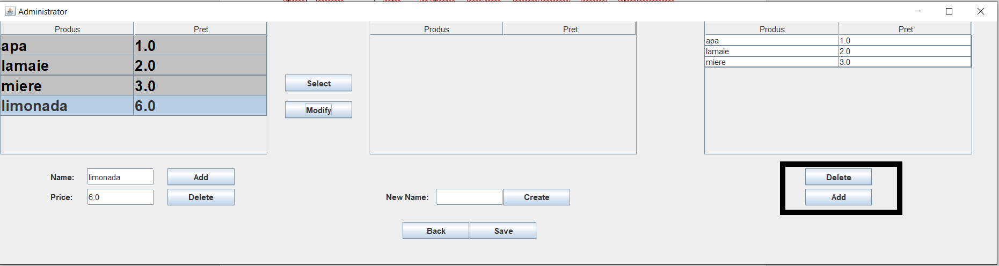 Administrator
Produs Pret
apa 1.0
lamaie 2.0
miere 3.0
limonada 6.0
Select
Modify
Produs Pret
Produs Pret
apa 1.0
lamaie 2.0
miere 3.0
Name: limonada Add
Price: 6.0 Delete
New Name: Create
Back Save
Delete
Add